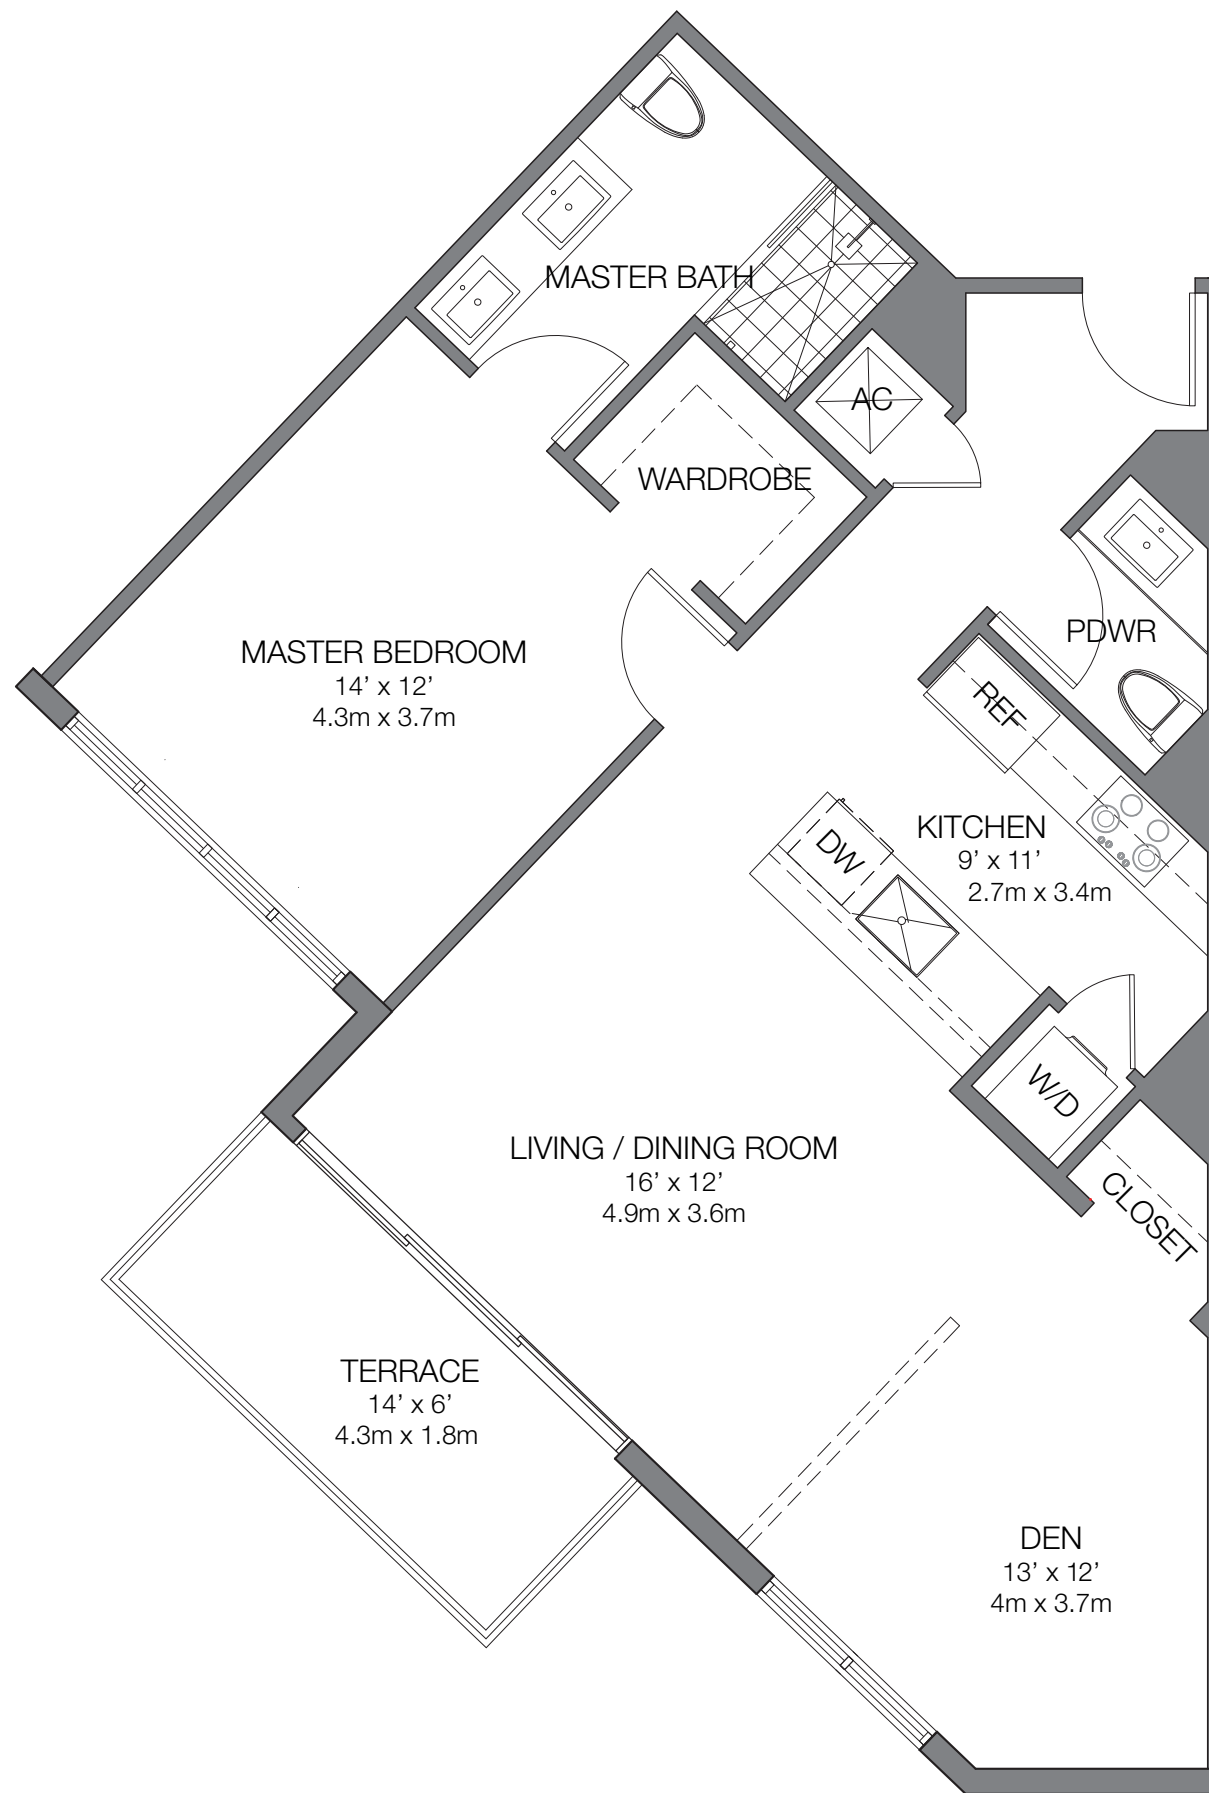 MASTER BATH
AC
WARDROBE
MASTER BEDROOM
14’ x 12’
4.3m x 3.7m
PDWR
REF
KITCHEN
9’ x 11’
2.7m x 3.4m
DW
W/D
LIVING / DINING ROOM
16’ x 12’
4.9m x 3.6m
CLOSET
TERRACE
14’ x 6’
4.3m x 1.8m
DEN
13’ x 12’
4m x 3.7m